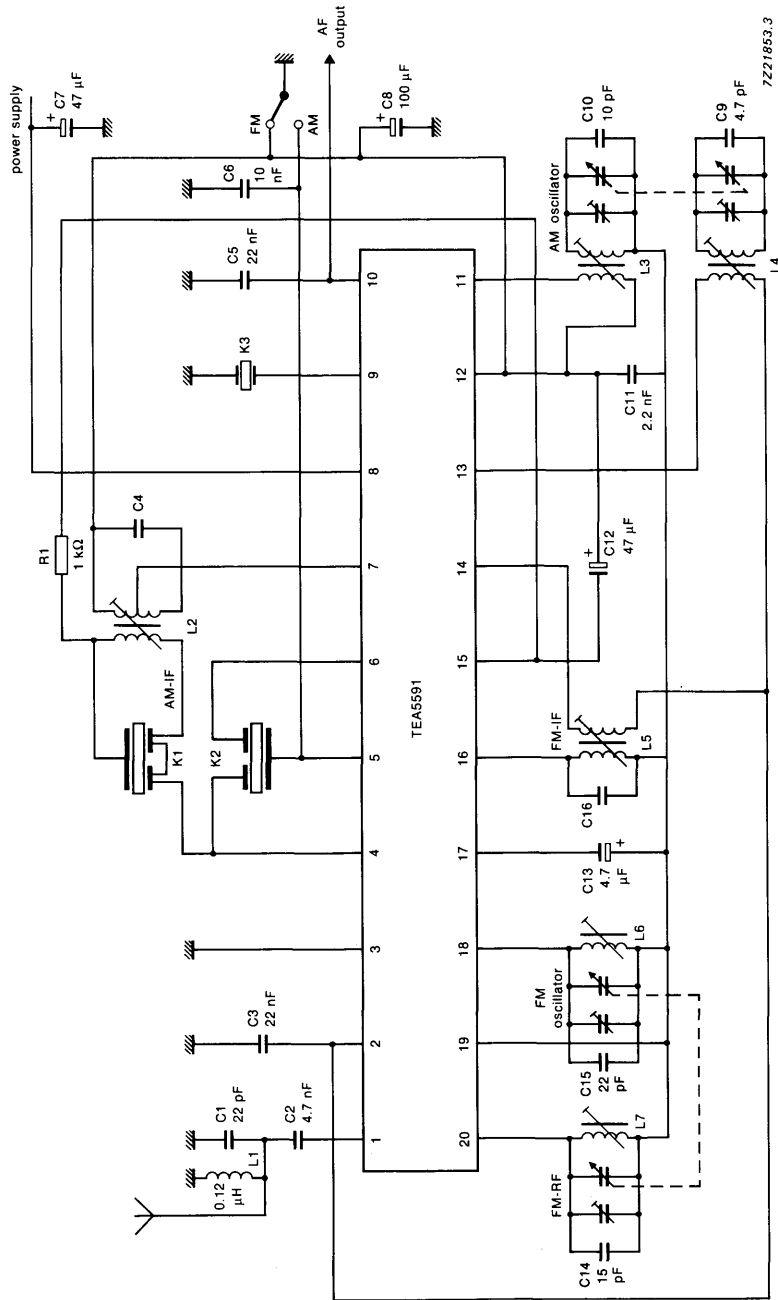 power supply
+ C7
47 µF
FM
AM
AF
output
C6
10
nF
+ C8
100 µF
C5
22 nF
K3
R1
1 kΩ
C4
L2
AM-IF
K1
K2
C3
22 nF
C1
22 pF
C2
4.7 nF
L1
0.12
µH
1
2
3
4
5
6
7
8
9
10
TEA5591
20
19
18
17
16
15
14
13
12
11
AM oscillator
C10
10 pF
L3
C9
4.7 pF
L4
C11
2.2 nF
+
C12
47 µF
FM-IF
L5
C16
C13
4.7
µF
+
L6
FM
oscillator
C15
22
pF
L7
FM-RF
C14
15
pF
7Z21853.3